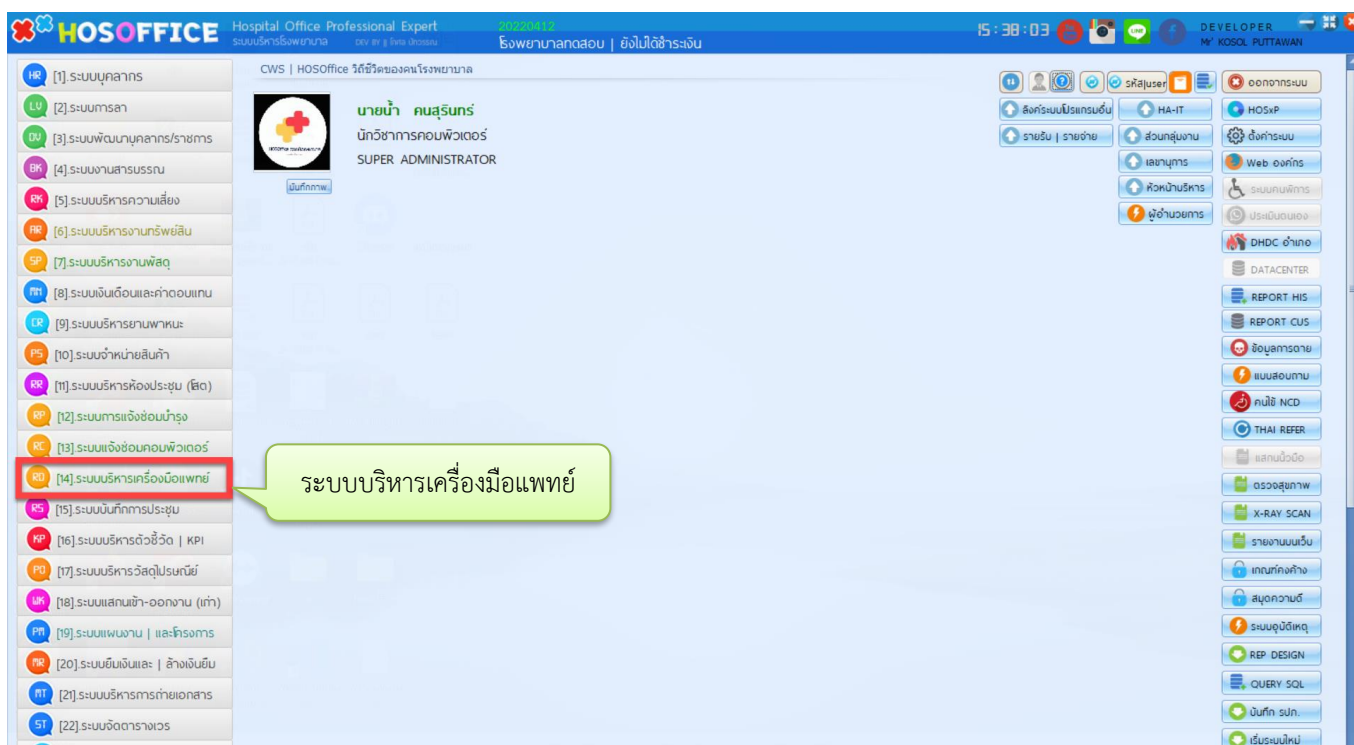 HOSOFFICE
Hospital Office Professional Expert
20220412
ระบบบริหารโรงพยาบาล
โรงพยาบาลทดสอบ | ยังไม่ได้ชำระเงิน
15:38:03
DEVELOPER
Mr' KOSOL PUTTAWAN
CWS | HOSOffice วิถีชีวิตของคนโรงพยาบาล
นายน้ำ คนสุรินทร์
นักวิชาการคอมพิวเตอร์
SUPER ADMINISTRATOR
บันทึกภาพ
HR [1].ระบบบุคลากร
LV [2].ระบบการลา
DV [3].ระบบพัฒนาบุคลากร/ราชการ
BK [4].ระบบงานสารบรรณ
RK [5].ระบบบริหารความเสี่ยง
AR [6].ระบบบริหารงานทรัพย์สิน
SP [7].ระบบบริหารงานพัสดุ
MM [8].ระบบเงินเดือนและค่าตอบแทน
CR [9].ระบบบริหารยานพาหนะ
PS [10].ระบบจำหน่ายสินค้า
RR [11].ระบบบริหารห้องประชุม (โสต)
RP [12].ระบบการแจ้งซ่อมบำรุง
RC [13].ระบบแจ้งซ่อมคอมพิวเตอร์
RO [14].ระบบบริหารเครื่องมือแพทย์
RS [15].ระบบบันทึกการประชุม
KP [16].ระบบบริหารตัวชี้วัด | KPI
PO [17].ระบบบริหารวัสดุไปรษณีย์
WK [18].ระบบแสกนเข้า-ออกงาน (เก่า)
PM [19].ระบบแผนงาน | และโครงการ
MR [20].ระบบยืมเงินและ | ล้างเงินยืม
MT [21].ระบบบริหารการถ่ายเอกสาร
ST [22].ระบบจัดตารางเวร
ระบบบริหารเครื่องมือแพทย์
รหัส|user
ออกจากระบบ
ลิงค์ระบบโปรแกรมอื่น
HA-IT
HOSxP
รายรับ | รายจ่าย
ส่วนกลุ่มงาน
ตั้งค่าระบบ
เลขานุการ
Web องค์กร
หัวหน้าบริหาร
ระบบคนพิการ
ผู้อำนวยการ
ประเมินตนเอง
DHDC อำเภอ
DATACENTER
REPORT HIS
REPORT CUS
ข้อมูลการตาย
แบบสอบถาม
คนไข้ NCD
THAI REFER
แสกนนิ้วมือ
ตรวจสุขภาพ
X-RAY SCAN
รายงานบนเว็บ
เกณฑ์คงค้าง
สมุดความดี
ระบบอุบัติเหตุ
REP DESIGN
QUERY SQL
บันทึก รปภ.
เริ่มระบบใหม่